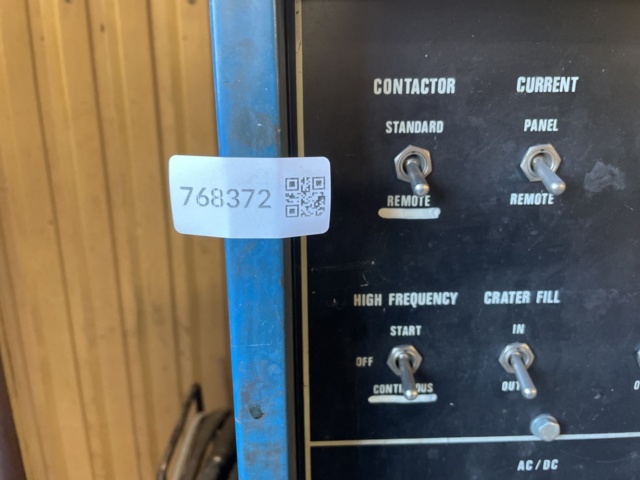 CONTACTOR CURRENT
STANDARD PANEL
768372
REMOTE REMOTE
HIGH FREQUENCY CRATER FILL
START IN
OFF
OUT
AC/DC